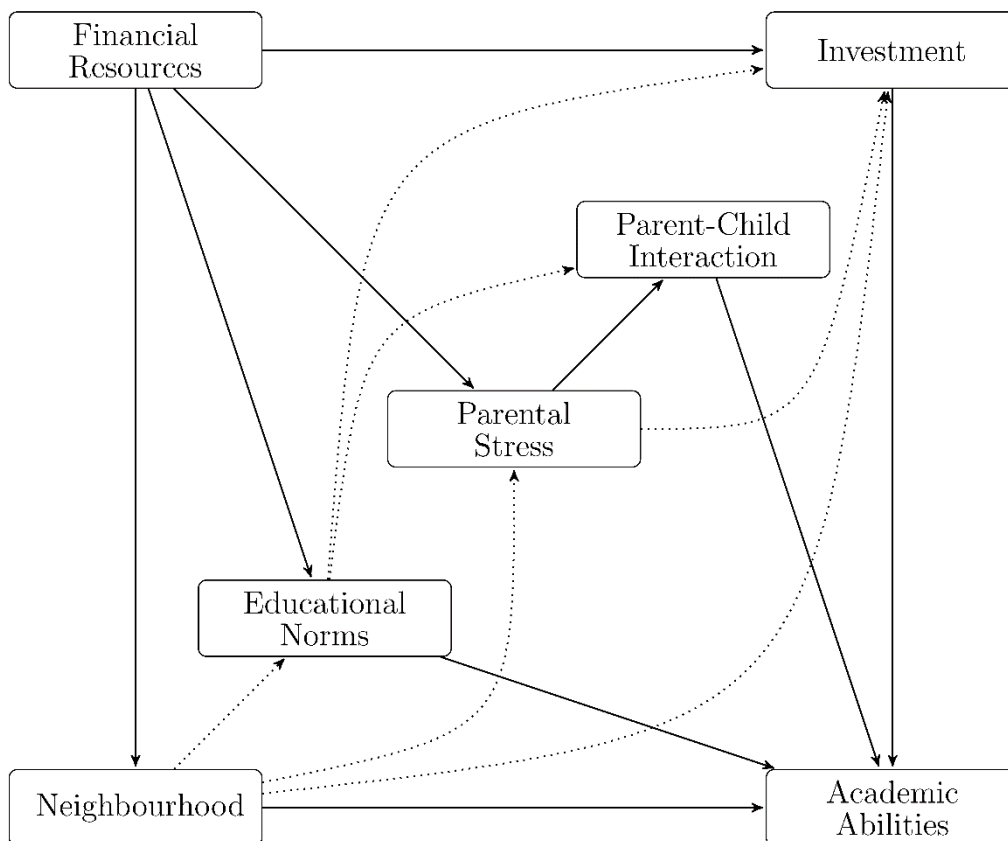 Financial
Resources
Investment
Parent-Child
Interaction
Parental
Stress
Educational
Norms
Neighbourhood
Academic
Abilities